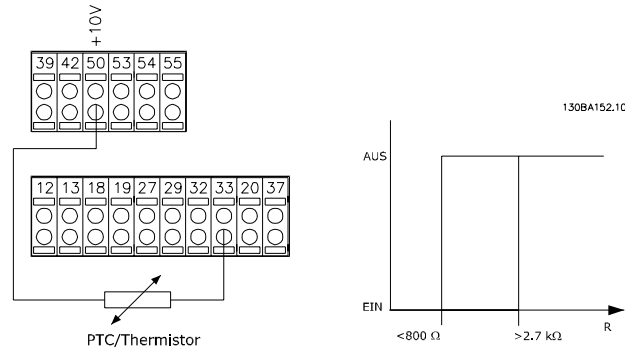 +10V
39 42 50 53 54 55
130BA152.10
AUS
12 13 18 19 27 29 32 33 20 37
EIN
R
<800 Ω
>2.7 kΩ
PTC/Thermistor